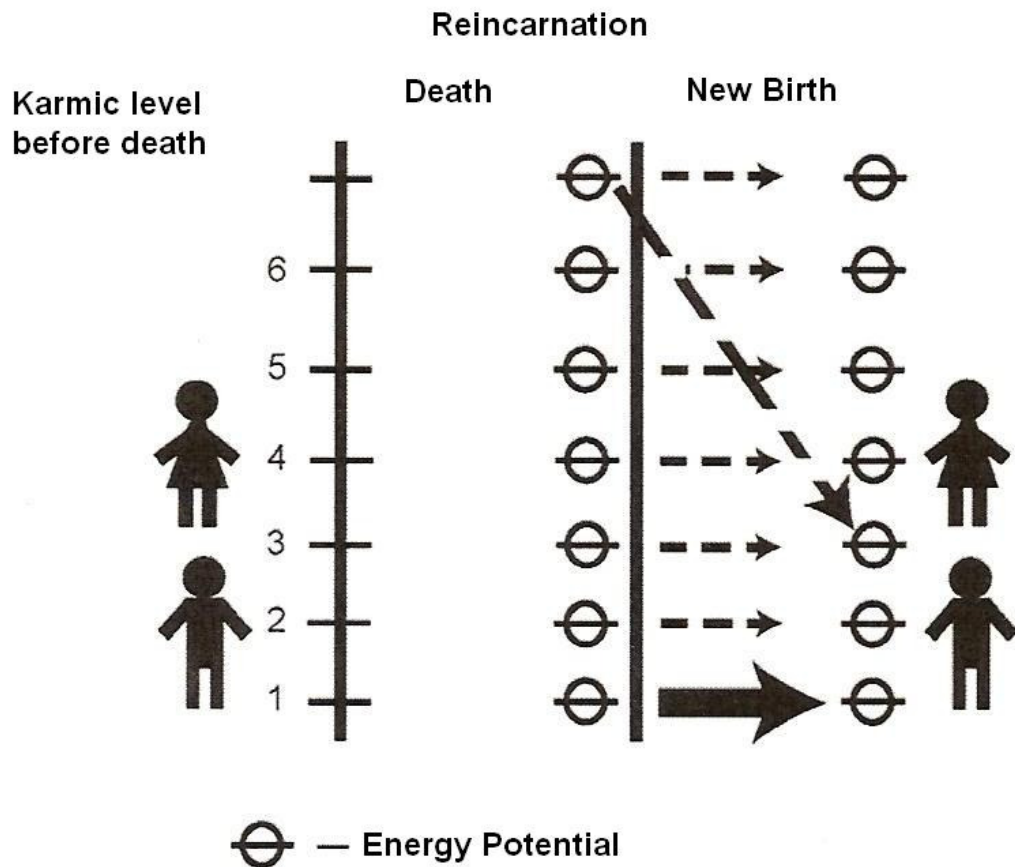 Reincarnation
Karmic level
before death
Death
New Birth
6
5
4
3
2
1
— Energy Potential